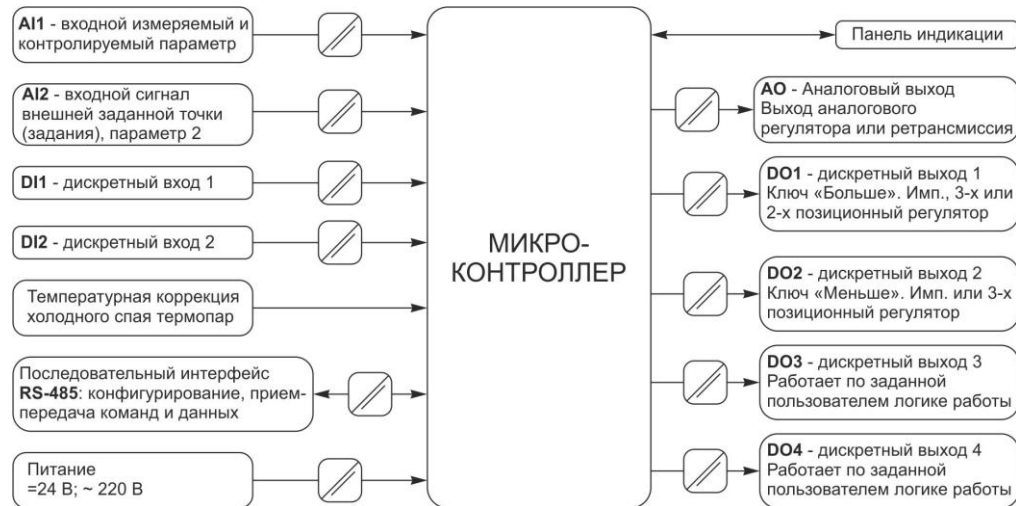 AI1 - входной измеряемый и
контролируемый параметр
AI2 - входной сигнал
внешней заданной точки
(задания), параметр 2
DI1 - дискретный вход 1
DI2 - дискретный вход 2
Температурная коррекция
холодного спая термопар
Последовательный интерфейс
RS-485: конфигурирование, прием-
передача команд и данных
Питание
=24 В; ~ 220 В
МИКРО-
КОНТРОЛЛЕР
Панель индикации
AO - Аналоговый выход
Выход аналогового
регулятора или ретрансмиссия
DO1 - дискретный выход 1
Ключ «Больше». Имп., 3-х или
2-х позиционный регулятор
DO2 - дискретный выход 2
Ключ «Меньше». Имп. или 3-х
позиционный регулятор
DO3 - дискретный выход 3
Работает по заданной
пользователем логике работы
DO4 - дискретный выход 4
Работает по заданной
пользователем логике работы